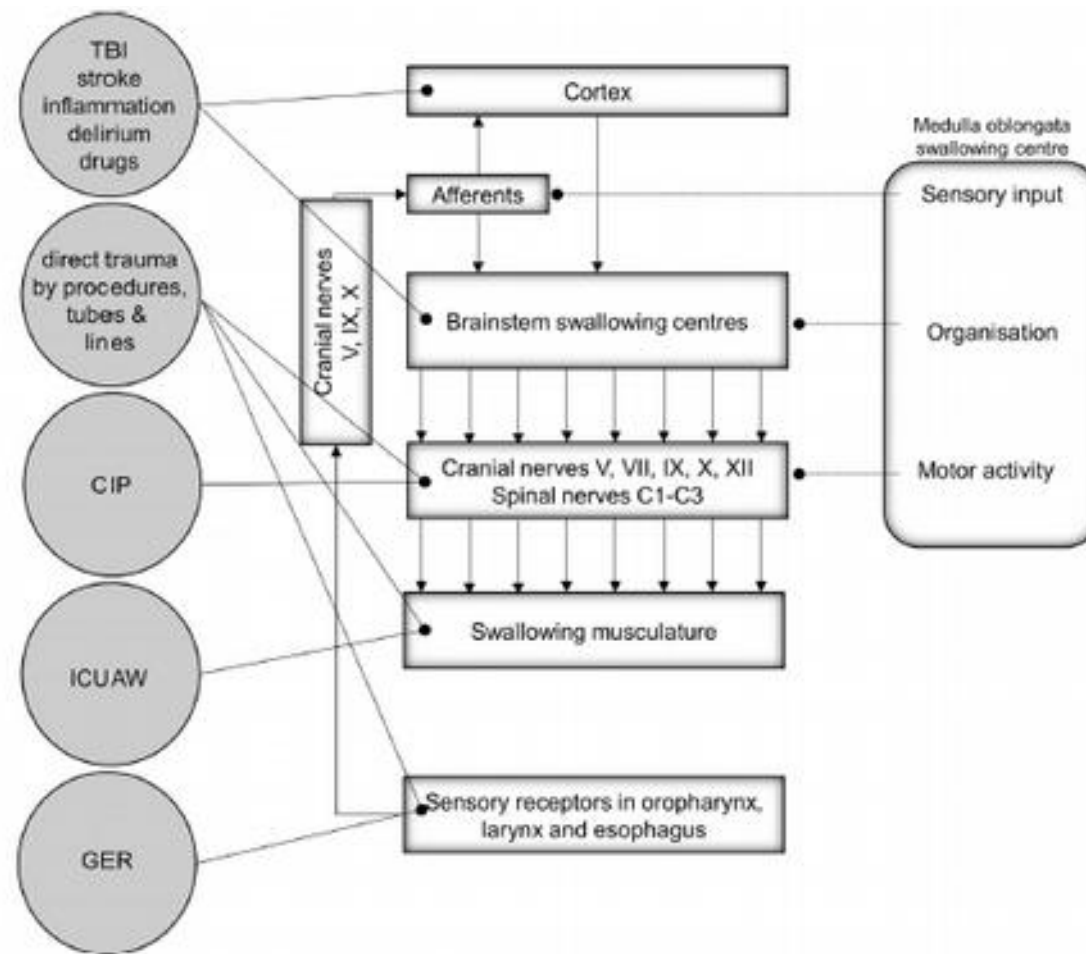 TBI
stroke
inflammation
delirium
drugs
direct trauma
by procedures,
tubes &
lines
CIP
ICUAW
GER
Cranial nerves
V, IX, X
Cortex
Afferents
Brainstem swallowing centres
Cranial nerves V, VII, IX, X, XII
Spinal nerves C1-C3
Swallowing musculature
Sensory receptors in oropharynx,
larynx and esophagus
Medulla oblongata
swallowing centre
Sensory input
Organisation
Motor activity